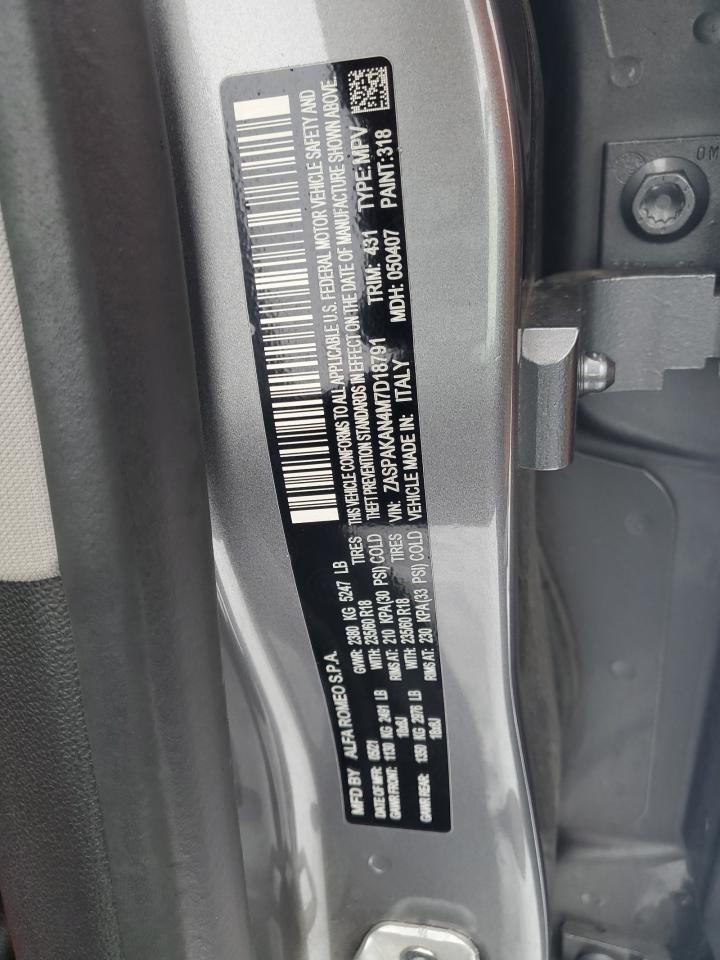 MFD BY ALFA ROMEO S.P.A.
DATE OF MFR: 05/21 GVWR: 2380 KG 5247 LB
GAWR FRONT: 1130 KG 2491 LB WITH: 235/60 R18 TIRES
18x8J RIMS AT: 210 KPA(30 PSI) COLD
GAWR REAR: 1350 KG 2976 LB WITH: 235/60 R18 TIRES
18x8J RIMS AT: 230 KPA(33 PSI) COLD
THIS VEHICLE CONFORMS TO ALL APPLICABLE U.S. FEDERAL MOTOR VEHICLE SAFETY AND
THEFT PREVENTION STANDARDS IN EFFECT ON THE DATE OF MANUFACTURE SHOWN ABOVE.
VIN: ZASPAKAN4M7D18791 TRIM: 431 TYPE: MPV
VEHICLE MADE IN: ITALY MDH: 050407 PAINT: 318
OM